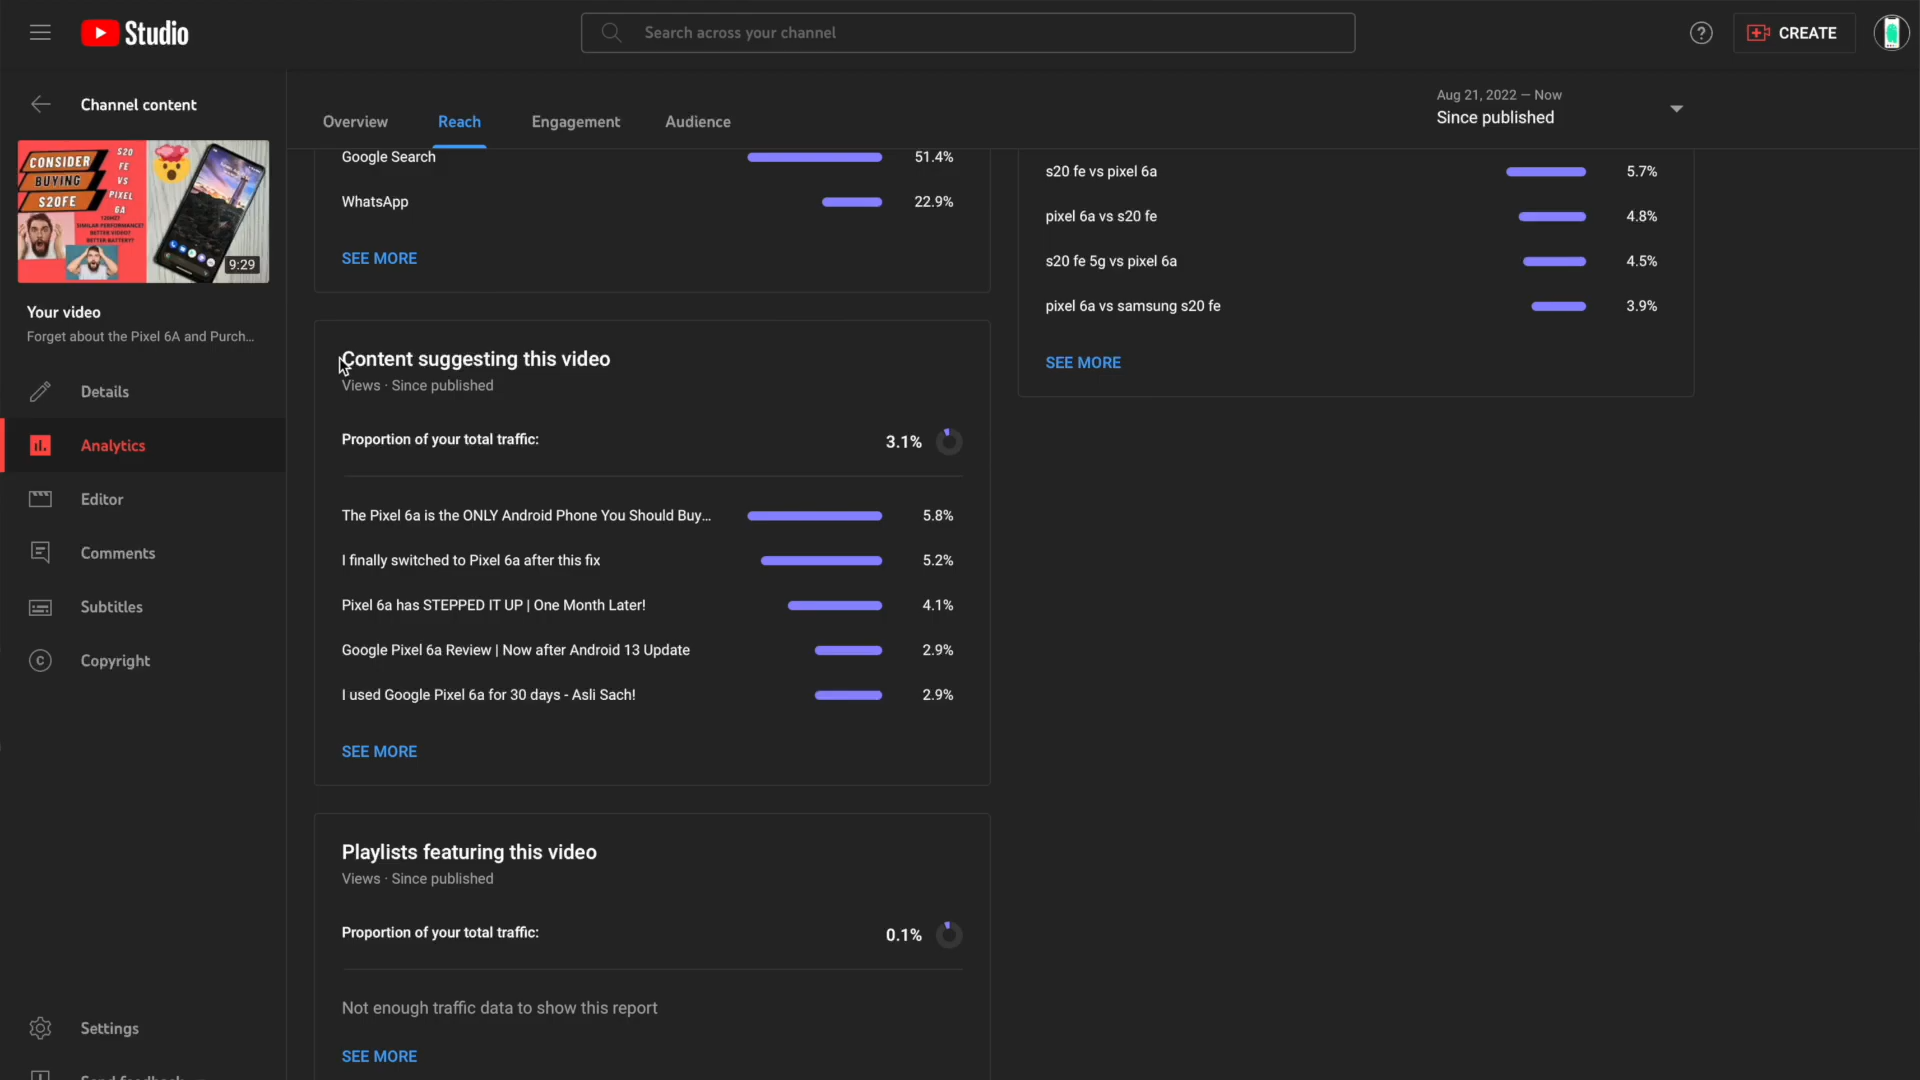 Studio
Search across your channel
?
CREATE
Channel content
CONSIDER
BUYING
S20FE
S20
FE
VS
PIXEL
6A
120HZ?
SIMILAR PERFORMANCE?
BETTER VIDEO?
BETTER BATTERY?
9:29
Your video
Forget about the Pixel 6A and Purch...
Details
Analytics
Editor
Comments
Subtitles
Copyright
Settings
Overview
Reach
Engagement
Audience
Aug 21, 2022 – Now
Since published
Google Search 51.4%
WhatsApp 22.9%
SEE MORE
Content suggesting this video
Views · Since published
Proportion of your total traffic: 3.1%
The Pixel 6a is the ONLY Android Phone You Should Buy... 5.8%
I finally switched to Pixel 6a after this fix 5.2%
Pixel 6a has STEPPED IT UP | One Month Later! 4.1%
Google Pixel 6a Review | Now after Android 13 Update 2.9%
I used Google Pixel 6a for 30 days - Asli Sach! 2.9%
SEE MORE
Playlists featuring this video
Views · Since published
Proportion of your total traffic: 0.1%
Not enough traffic data to show this report
SEE MORE
s20 fe vs pixel 6a 5.7%
pixel 6a vs s20 fe 4.8%
s20 fe 5g vs pixel 6a 4.5%
pixel 6a vs samsung s20 fe 3.9%
SEE MORE